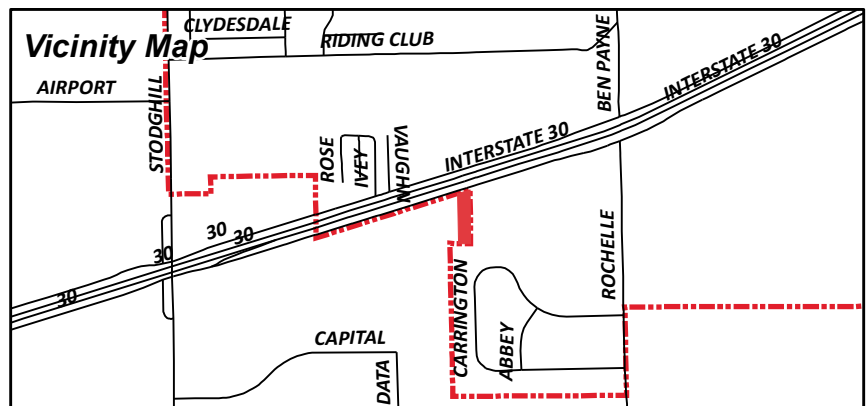 CLYDESDALE
Vicinity Map
RIDING CLUB
AIRPORT
STODGHILL
BEN PAYNE
INTERSTATE 30
INTERSTATE 30
ROSE
IVEY
VAUGHN
30
30
30
30
ROCHELLE
CARRINGTON
ABBEY
CAPITAL
DATA